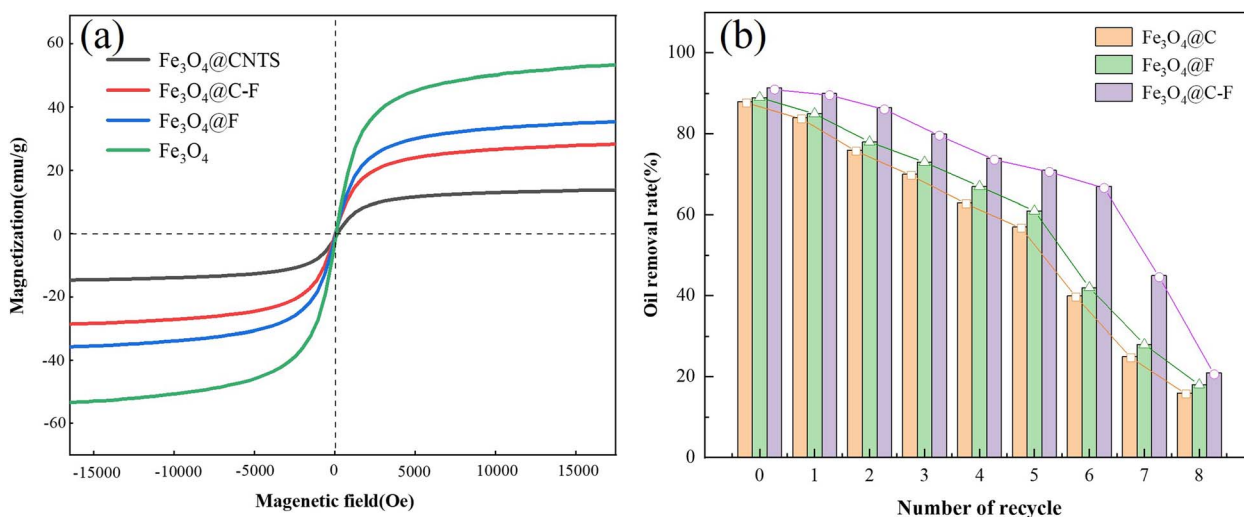 (a)
Fe₃O₄@CNTS
Fe₃O₄@C-F
Fe₃O₄@F
Fe₃O₄
Magnetization(emu/g)
60
40
20
0
-20
-40
-60
-15000 -10000 -5000 0 5000 10000 15000
Magenetic field(Oe)
(b)
Fe₃O₄@C
Fe₃O₄@F
Fe₃O₄@C-F
Oil removal rate(%)
100
80
60
40
20
0
0 1 2 3 4 5 6 7 8
Number of recycle